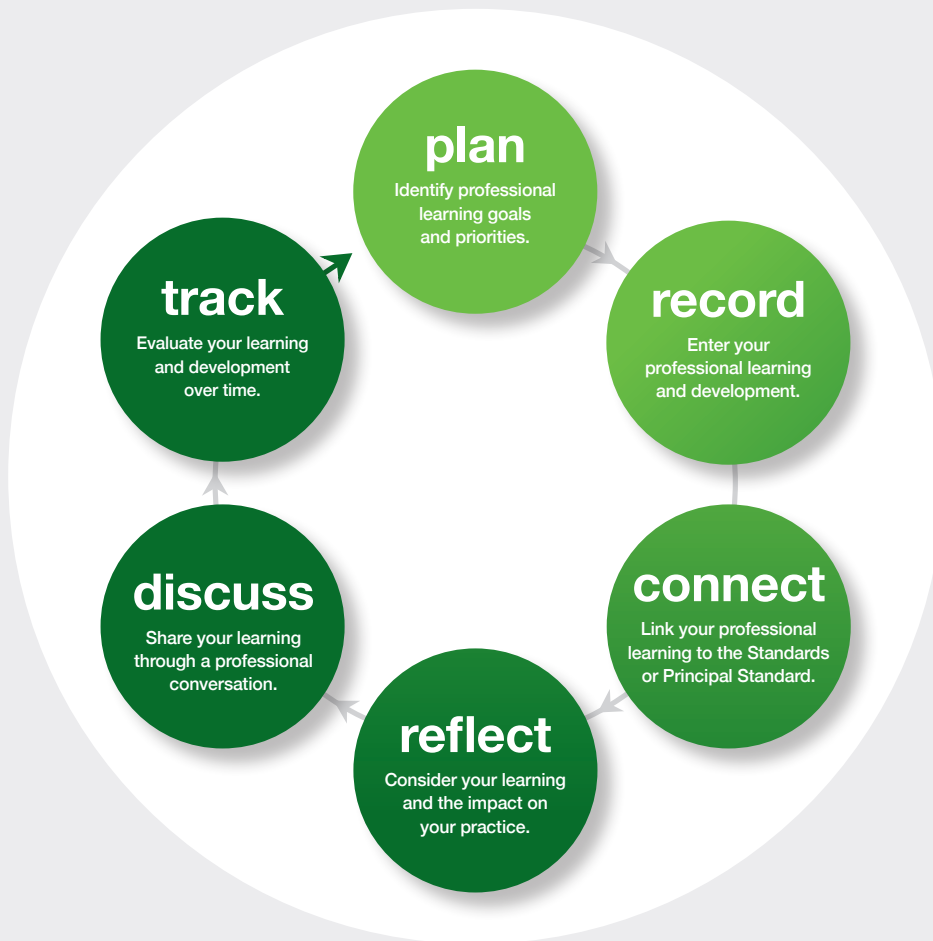 plan
Identify professional
learning goals
and priorities.
record
Enter your
professional learning
and development.
connect
Link your professional
learning to the Standards
or Principal Standard.
reflect
Consider your learning
and the impact on
your practice.
discuss
Share your learning
through a professional
conversation.
track
Evaluate your learning
and development
over time.